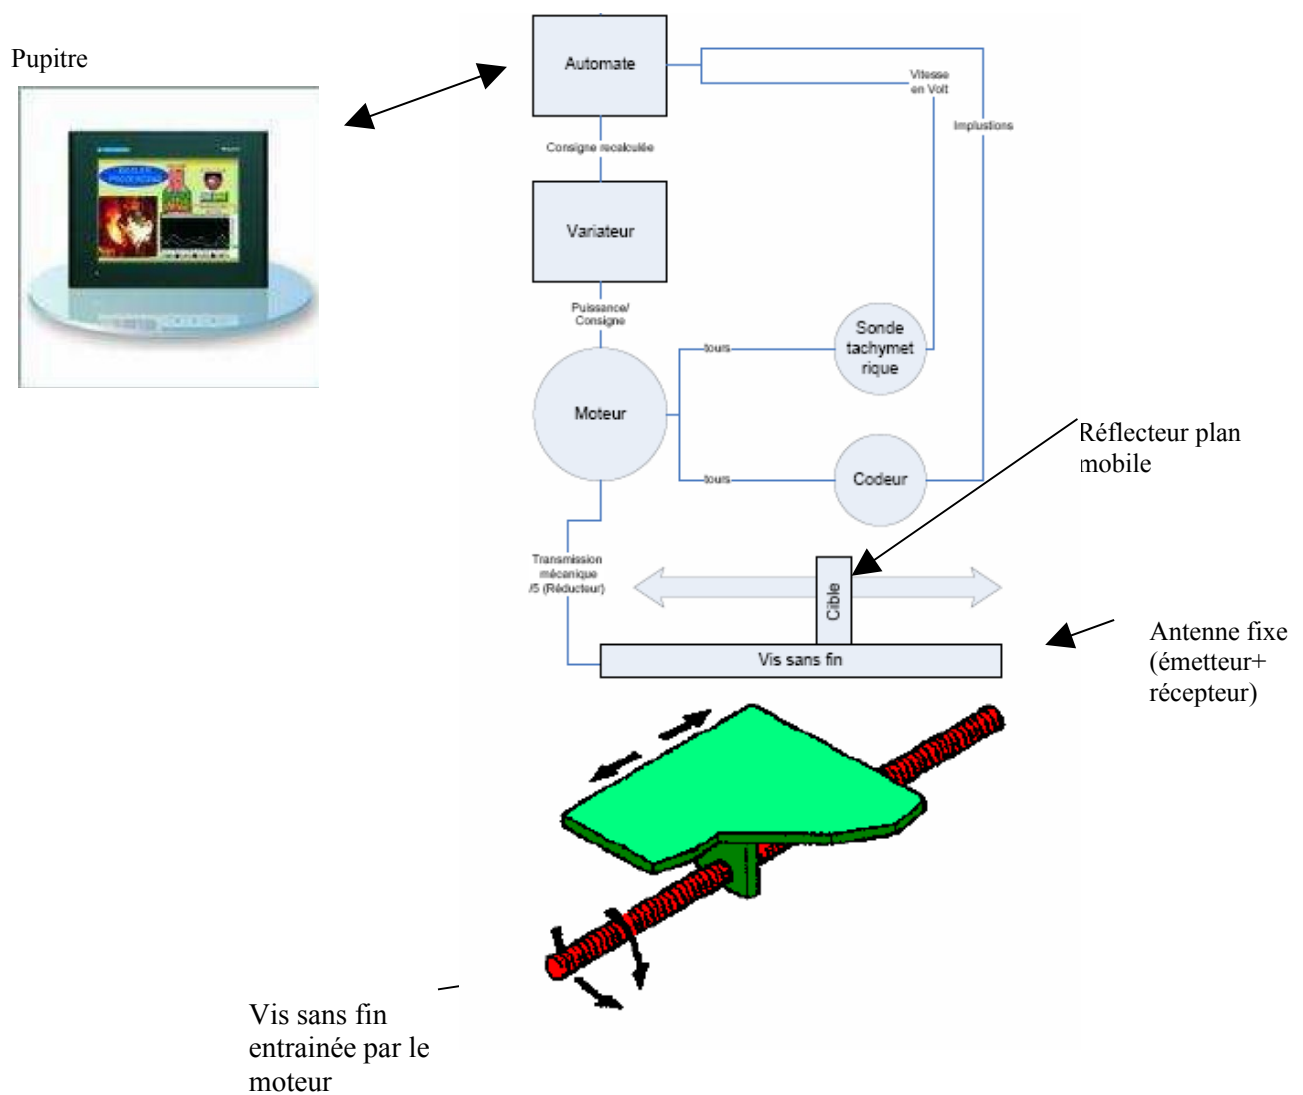 Pupitre
Automate
Vitesse
en Volt
Implustions
Consigne recalculée
Variateur
Puissance/
Consigne
Sonde
tachymet
rique
tours
Moteur
Réflecteur plan
mobile
tours
Codeur
Transmission
mécanique
/5 (Réducteur)
Cible
Antenne fixe
(émetteur+
récepteur)
Vis sans fin
Vis sans fin
entrainée par le
moteur